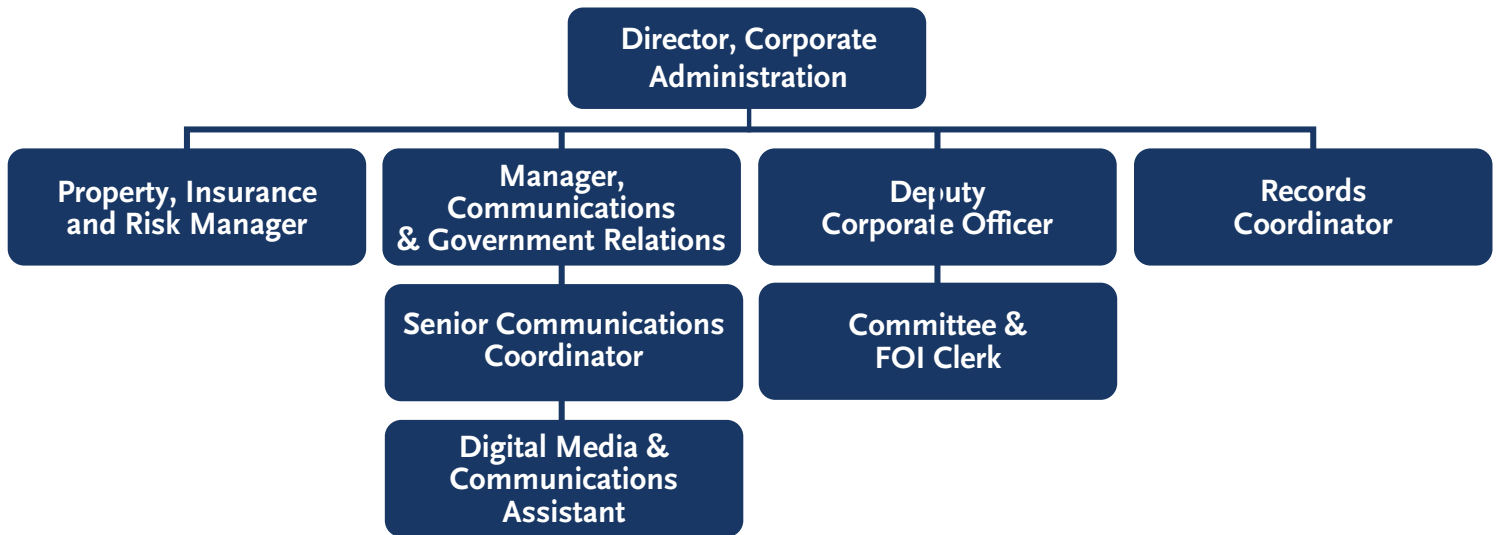 Director, Corporate
Administration
Property, Insurance
and Risk Manager
Manager,
Communications
& Government Relations
Deputy
Corporate Officer
Records
Coordinator
Senior Communications
Coordinator
Committee &
FOI Clerk
Digital Media &
Communications
Assistant